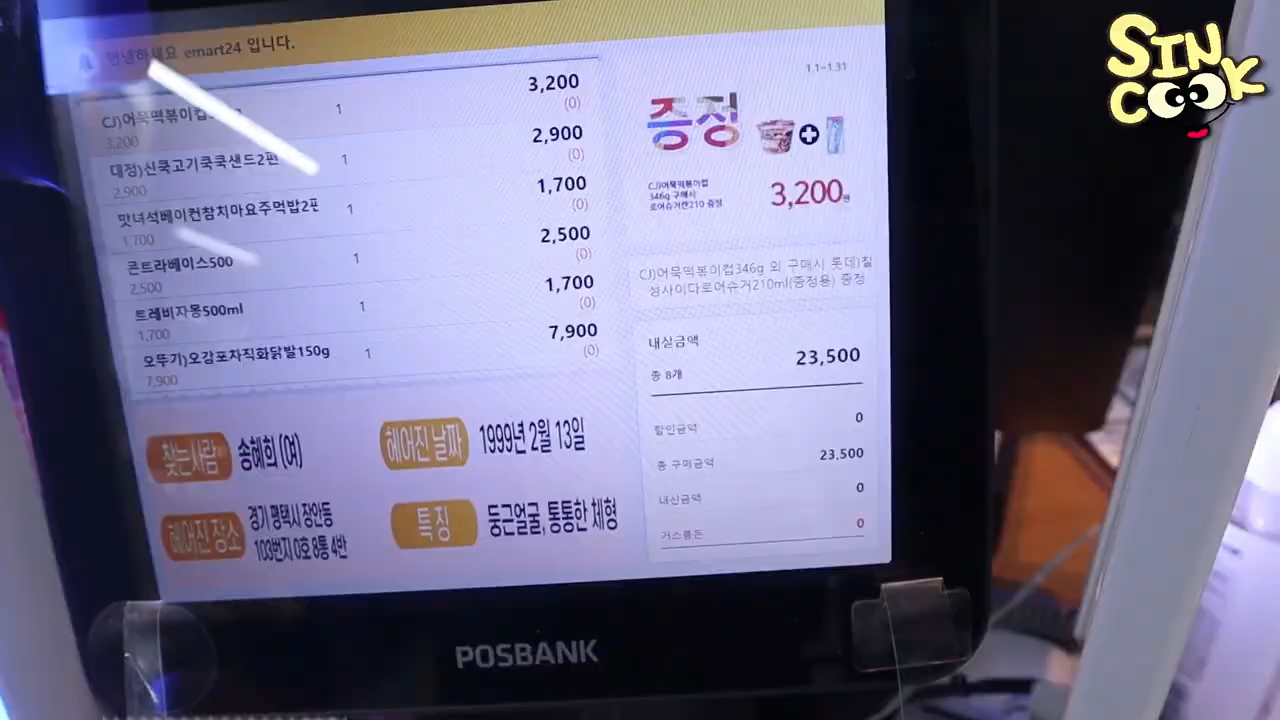 안녕하세요 emart24 입니다.
CJ)어묵떡볶이컵
1
3,200
(0)
3,200
대정)신쿡고기쿡쿡샌드2편
1
2,900
(0)
2,900
맛녀석베이컨참치마요주먹밥2편
1
1,700
(0)
1,700
콘트라베이스500
1
2,500
(0)
2,500
트레비자몽500ml
1
1,700
(0)
1,700
오뚜기)오감포차직화닭발150g
1
7,900
(0)
7,900
찾는사람
송혜희 (여)
헤어진 날짜
1999년 2월 13일
헤어진 장소
경기 평택시 장안동
103번지 0호 8통 4반
특징
둥근얼굴, 통통한 체형
1.1~1.31
증정
CJ)어묵떡볶이컵
346g 구매시
로어슈거캔210 증정
3,200원
CJ)어묵떡볶이컵346g 외 구매시 롯데)칠
성사이다로어슈거210ml(증정용) 증정
내실금액
총 8개
23,500
할인금액
0
총 구매금액
23,500
내신금액
0
거스름돈
0
POSBANK
SIN
COOK